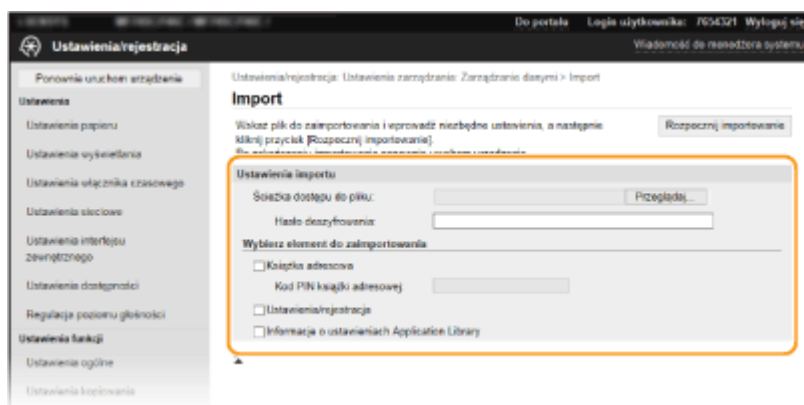 Do portalu Login użytkownika: 7654321 Wyloguj się
Ustawienia/rejestracja
Wiadomość do menedżera systemu
Ponownie uruchom urządzenie
Ustawienia/rejestracja: Ustawienia zarządzania: Zarządzanie danymi > Import
Ustawienia
Import
Ustawienia papieru
Wskaż plik do zaimportowania i wprowadź niezbędne ustawienia, a następnie
kliknij przycisk [Rozpocznij importowanie].
Rozpocznij importowanie
Ustawienia wyświetlania
Ustawienia włącznika czasowego
Ustawienia sieciowe
Ustawienia interfejsu
zewnętrznego
Ustawienia dostępności
Regulacja poziomu głośności
Ustawienia funkcji
Ustawienia ogólne
Ustawienia kopiowania
Ustawienia importu
Ścieżka dostępu do pliku:
Przeglądaj...
Hasło deszyfrowania:
Wybierz element do zaimportowania
Książka adresowa
Kod PIN książki adresowej:
Ustawienia/rejestracja
Informacje o ustawieniach Application Library